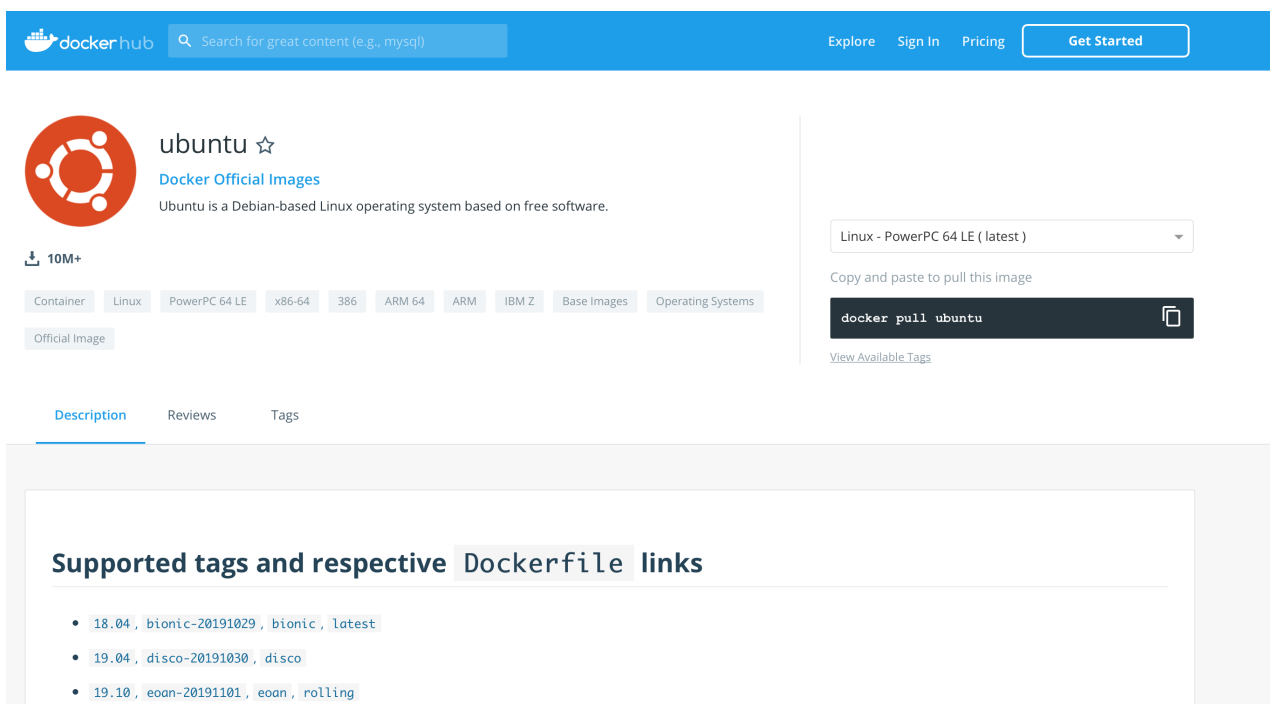 dockerhub Search for great content (e.g., mysql) Explore Sign In Pricing Get Started
ubuntu
Docker Official Images
Ubuntu is a Debian-based Linux operating system based on free software.
10M+
Container Linux PowerPC 64 LE x86-64 386 ARM 64 ARM IBM Z Base Images Operating Systems
Official Image
Linux - PowerPC 64 LE ( latest )
Copy and paste to pull this image
docker pull ubuntu
View Available Tags
Description Reviews Tags
Supported tags and respective Dockerfile links
• 18.04, bionic-20191029, bionic, latest
• 19.04, disco-20191030, disco
• 19.10, eoan-20191101, eoan, rolling